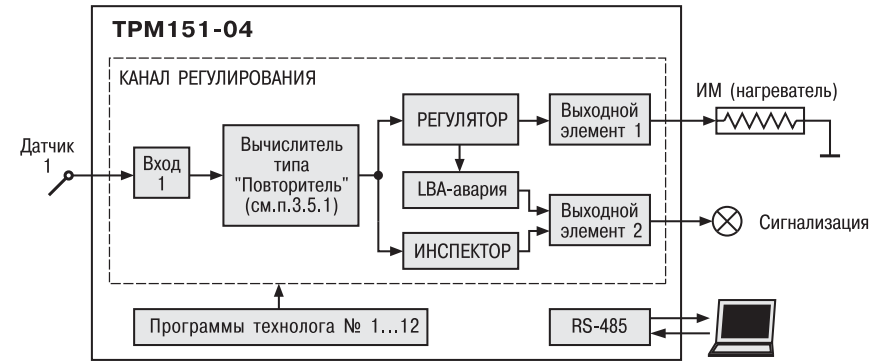 ТРМ151-04
КАНАЛ РЕГУЛИРОВАНИЯ
Датчик
1
Вход
1
Вычислитель
типа
"Повторитель"
(см.п.3.5.1)
РЕГУЛЯТОР
LBA-авария
ИНСПЕКТОР
Выходной
элемент 1
Выходной
элемент 2
ИМ (нагреватель)
Сигнализация
Программы технолога № 1...12
RS-485